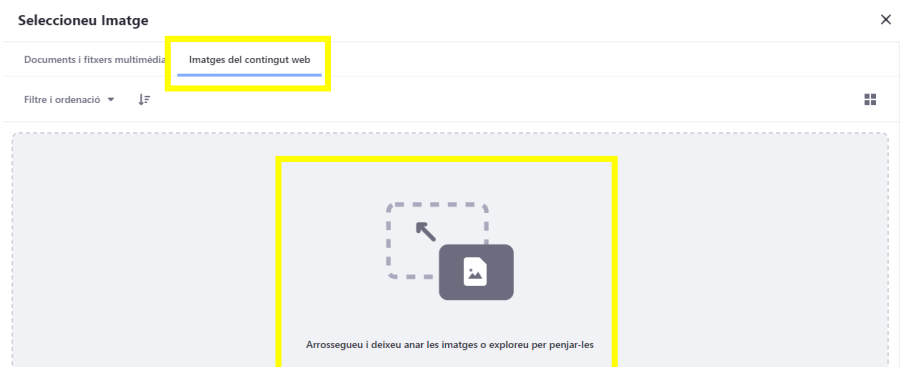 Seleccioneu Imatge
Documents i fitxers multimèdia
Imatges del contingut web
Filtre i ordenació
Arrossegueu i deixeu anar les imatges o exploreu per penjar-les